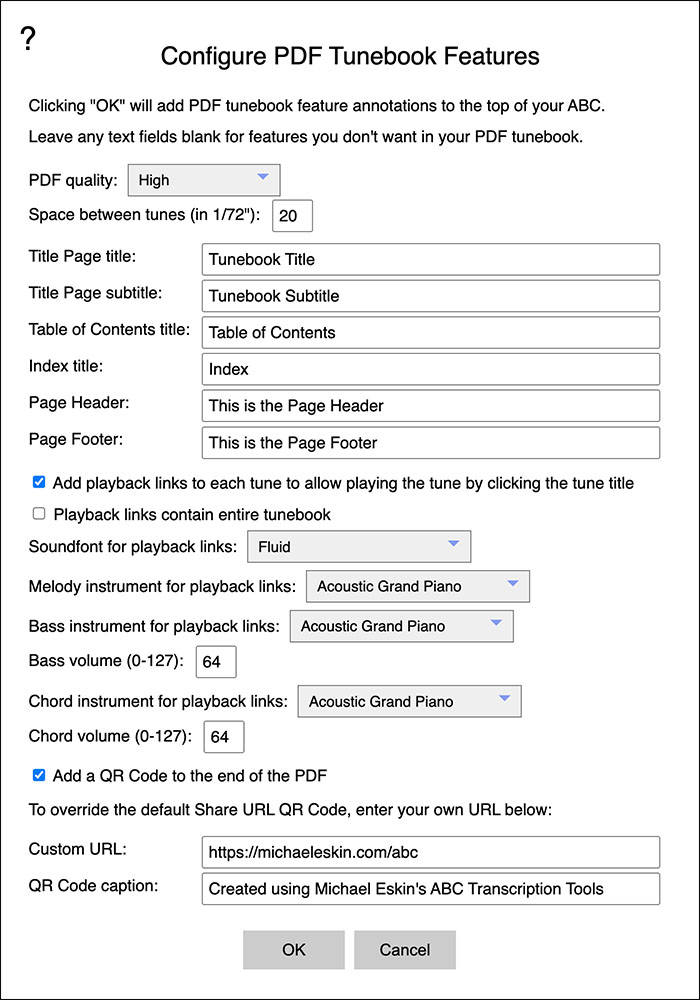 ?
Configure PDF Tunebook Features
Clicking "OK" will add PDF tunebook feature annotations to the top of your ABC.
Leave any text fields blank for features you don't want in your PDF tunebook.
PDF quality: High
Space between tunes (in 1/72"): 20
Title Page title: Tunebook Title
Title Page subtitle: Tunebook Subtitle
Table of Contents title: Table of Contents
Index title: Index
Page Header: This is the Page Header
Page Footer: This is the Page Footer
Add playback links to each tune to allow playing the tune by clicking the tune title
Playback links contain entire tunebook
Soundfont for playback links: Fluid
Melody instrument for playback links: Acoustic Grand Piano
Bass instrument for playback links: Acoustic Grand Piano
Bass volume (0-127): 64
Chord instrument for playback links: Acoustic Grand Piano
Chord volume (0-127): 64
Add a QR Code to the end of the PDF
To override the default Share URL QR Code, enter your own URL below:
Custom URL: https://michaeleskin.com/abc
QR Code caption: Created using Michael Eskin's ABC Transcription Tools
OK Cancel